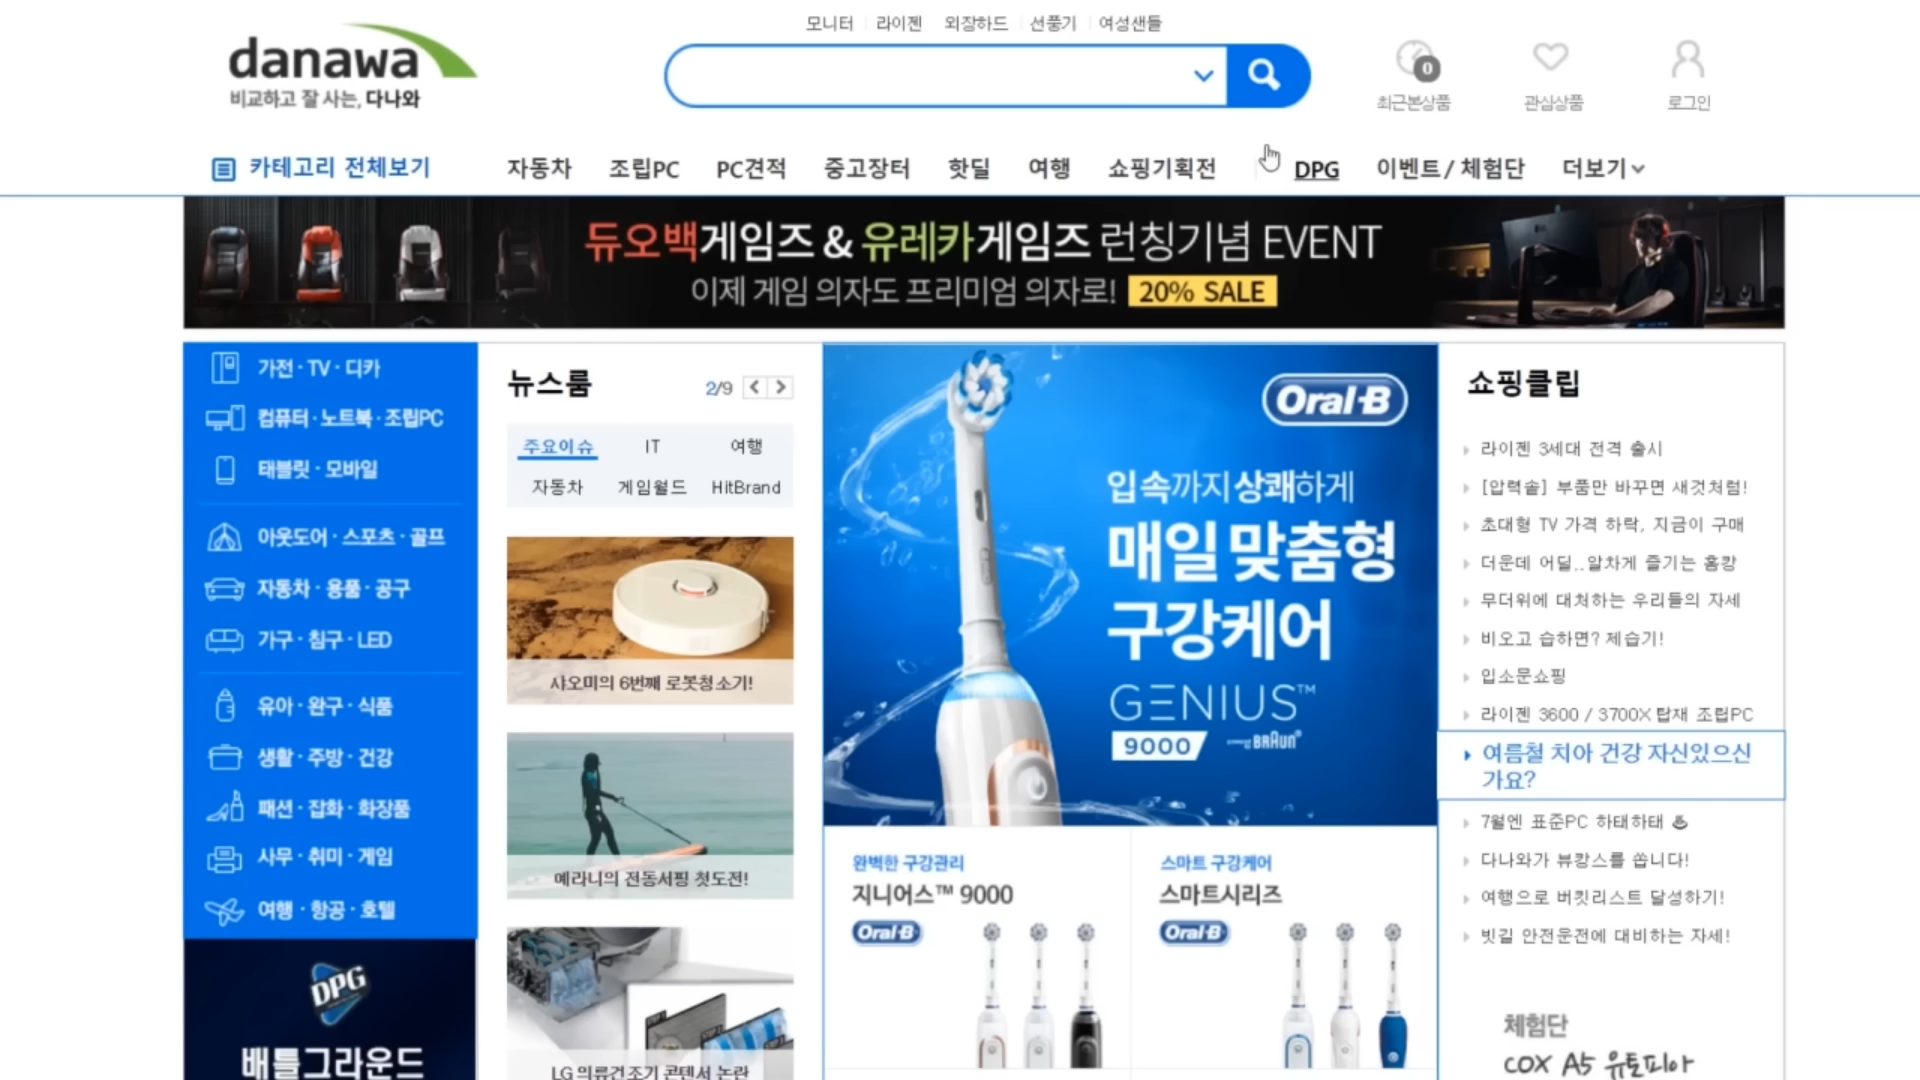 모니터 라이젠 외장하드 선풍기 여성샌들
danawa
비교하고 잘 사는, 다나와
0
최근본상품 관심상품 로그인
카테고리 전체보기 자동차 조립PC PC견적 중고장터 핫딜 여행 쇼핑기획전 DPG 이벤트/체험단 더보기
듀오백게임즈 & 유레카게임즈 런칭기념 EVENT
이제 게임 의자도 프리미엄 의자로! 20% SALE
가전 · TV · 디카
컴퓨터 · 노트북 · 조립PC
태블릿 · 모바일
아웃도어 · 스포츠 · 골프
자동차 · 용품 · 공구
가구 · 침구 · LED
유아 · 완구 · 식품
생활 · 주방 · 건강
패션 · 잡화 · 화장품
사무 · 취미 · 게임
여행 · 항공 · 호텔
DPG
배틀그라운드
뉴스룸 2/9
주요이슈 IT 여행
자동차 게임월드 HitBrand
샤오미의 6번째 로봇청소기!
예라니의 전동서핑 첫도전!
LG 의류건조기 콘덴서 논란
Oral-B
입속까지 상쾌하게
매일 맞춤형
구강케어
GENIUS™
9000 powered by BRAUN®
완벽한 구강관리
지니어스™ 9000
Oral-B
스마트 구강케어
스마트시리즈
Oral-B
쇼핑클립
라이젠 3세대 전격 출시
[압력솥] 부품만 바꾸면 새것처럼!
초대형 TV 가격 하락, 지금이 구매
더운데 어딜..알차게 즐기는 홈캉
무더위에 대처하는 우리들의 자세
비오고 습하면? 제습기!
입소문쇼핑
라이젠 3600 / 3700X 탑재 조립PC
여름철 치아 건강 자신있으신
가요?
7월엔 표준PC 하태하태 ♨
다나와가 뷰캉스를 쏩니다!
여행으로 버킷리스트 달성하기!
빗길 안전운전에 대비하는 자세!
체험단
COX A5 유토피아